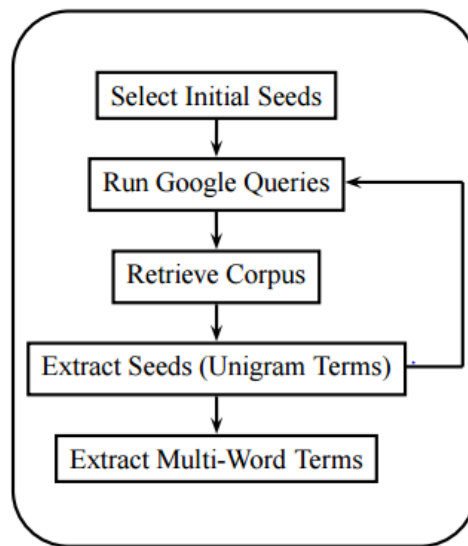 Select Initial Seeds
Run Google Queries
Retrieve Corpus
Extract Seeds (Unigram Terms)
Extract Multi-Word Terms